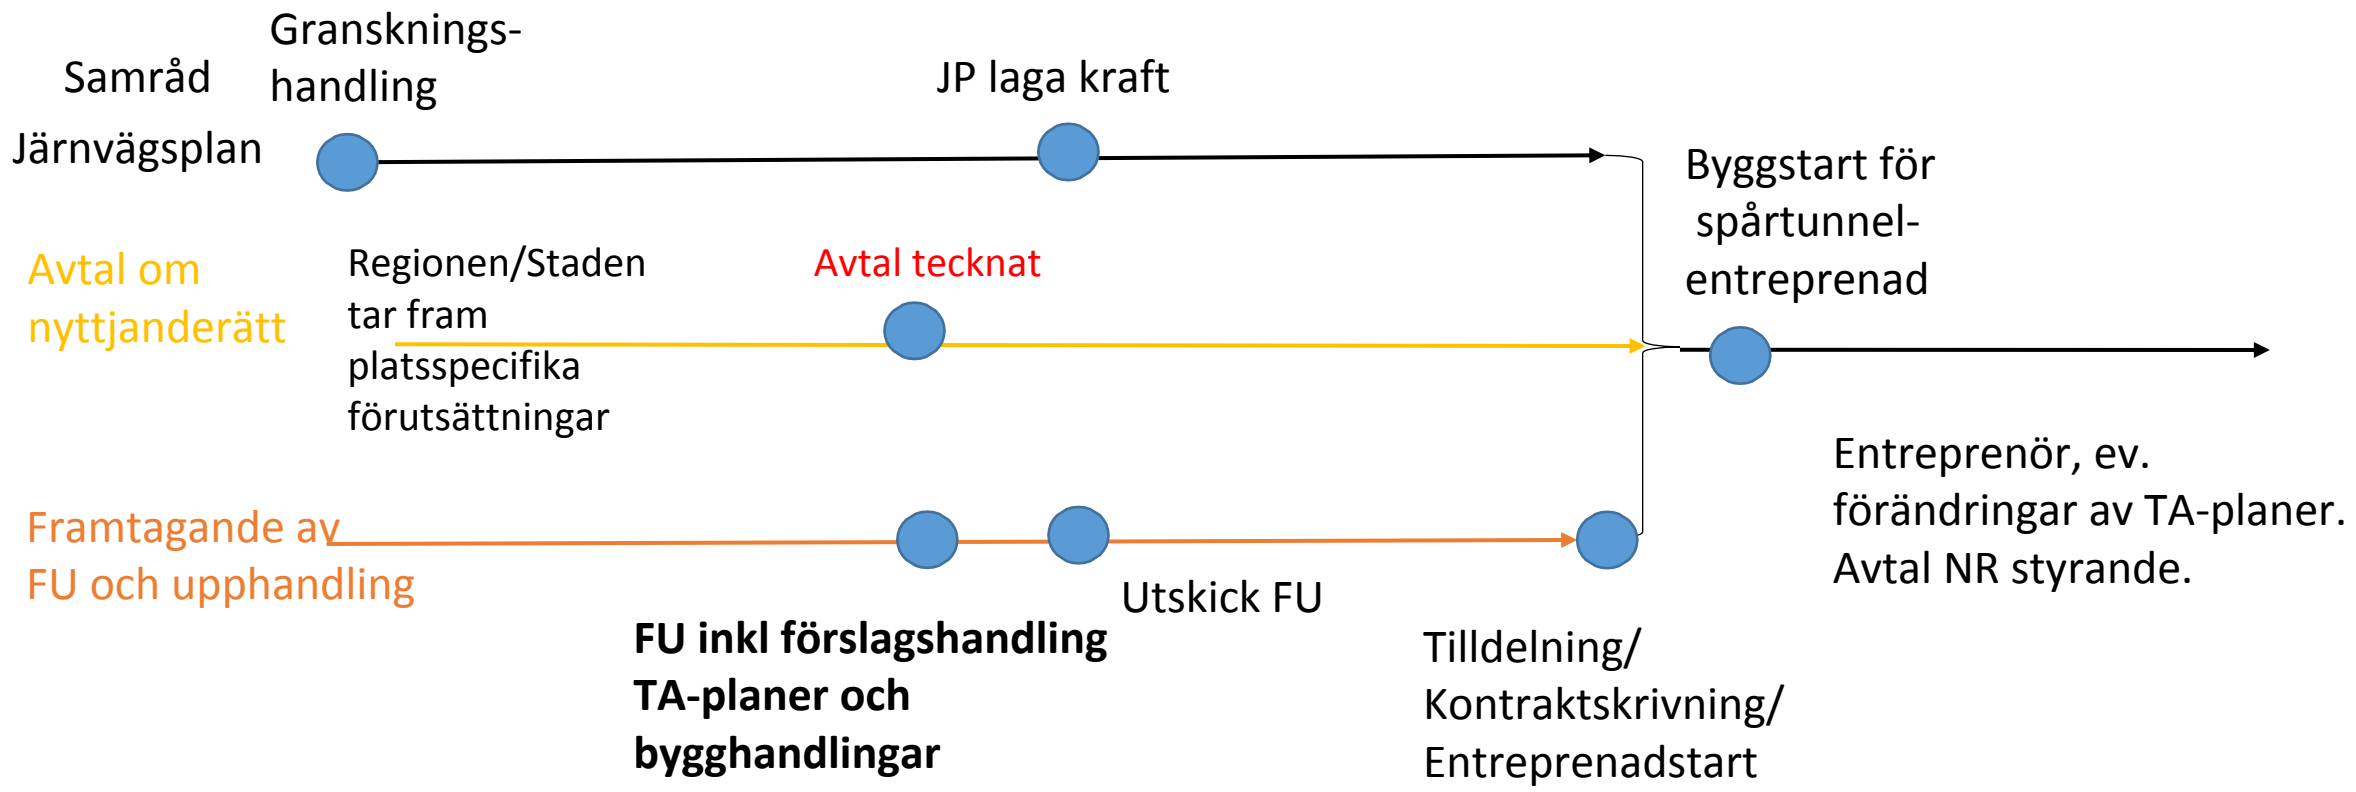 Gransknings-
handling
Samråd
JP laga kraft
Järnvägsplan
Byggstart för
spårtunnel-
entreprenad
Avtal om
nyttjanderätt
Regionen/Staden
tar fram
platsspecifika
förutsättningar
Avtal tecknat
Entreprenör, ev.
förändringar av TA-planer.
Avtal NR styrande.
Framtagande av
FU och upphandling
Utskick FU
FU inkl förslagshandling
TA-planer och
bygghandlingar
Tilldelning/
Kontraktskrivning/
Entreprenadstart